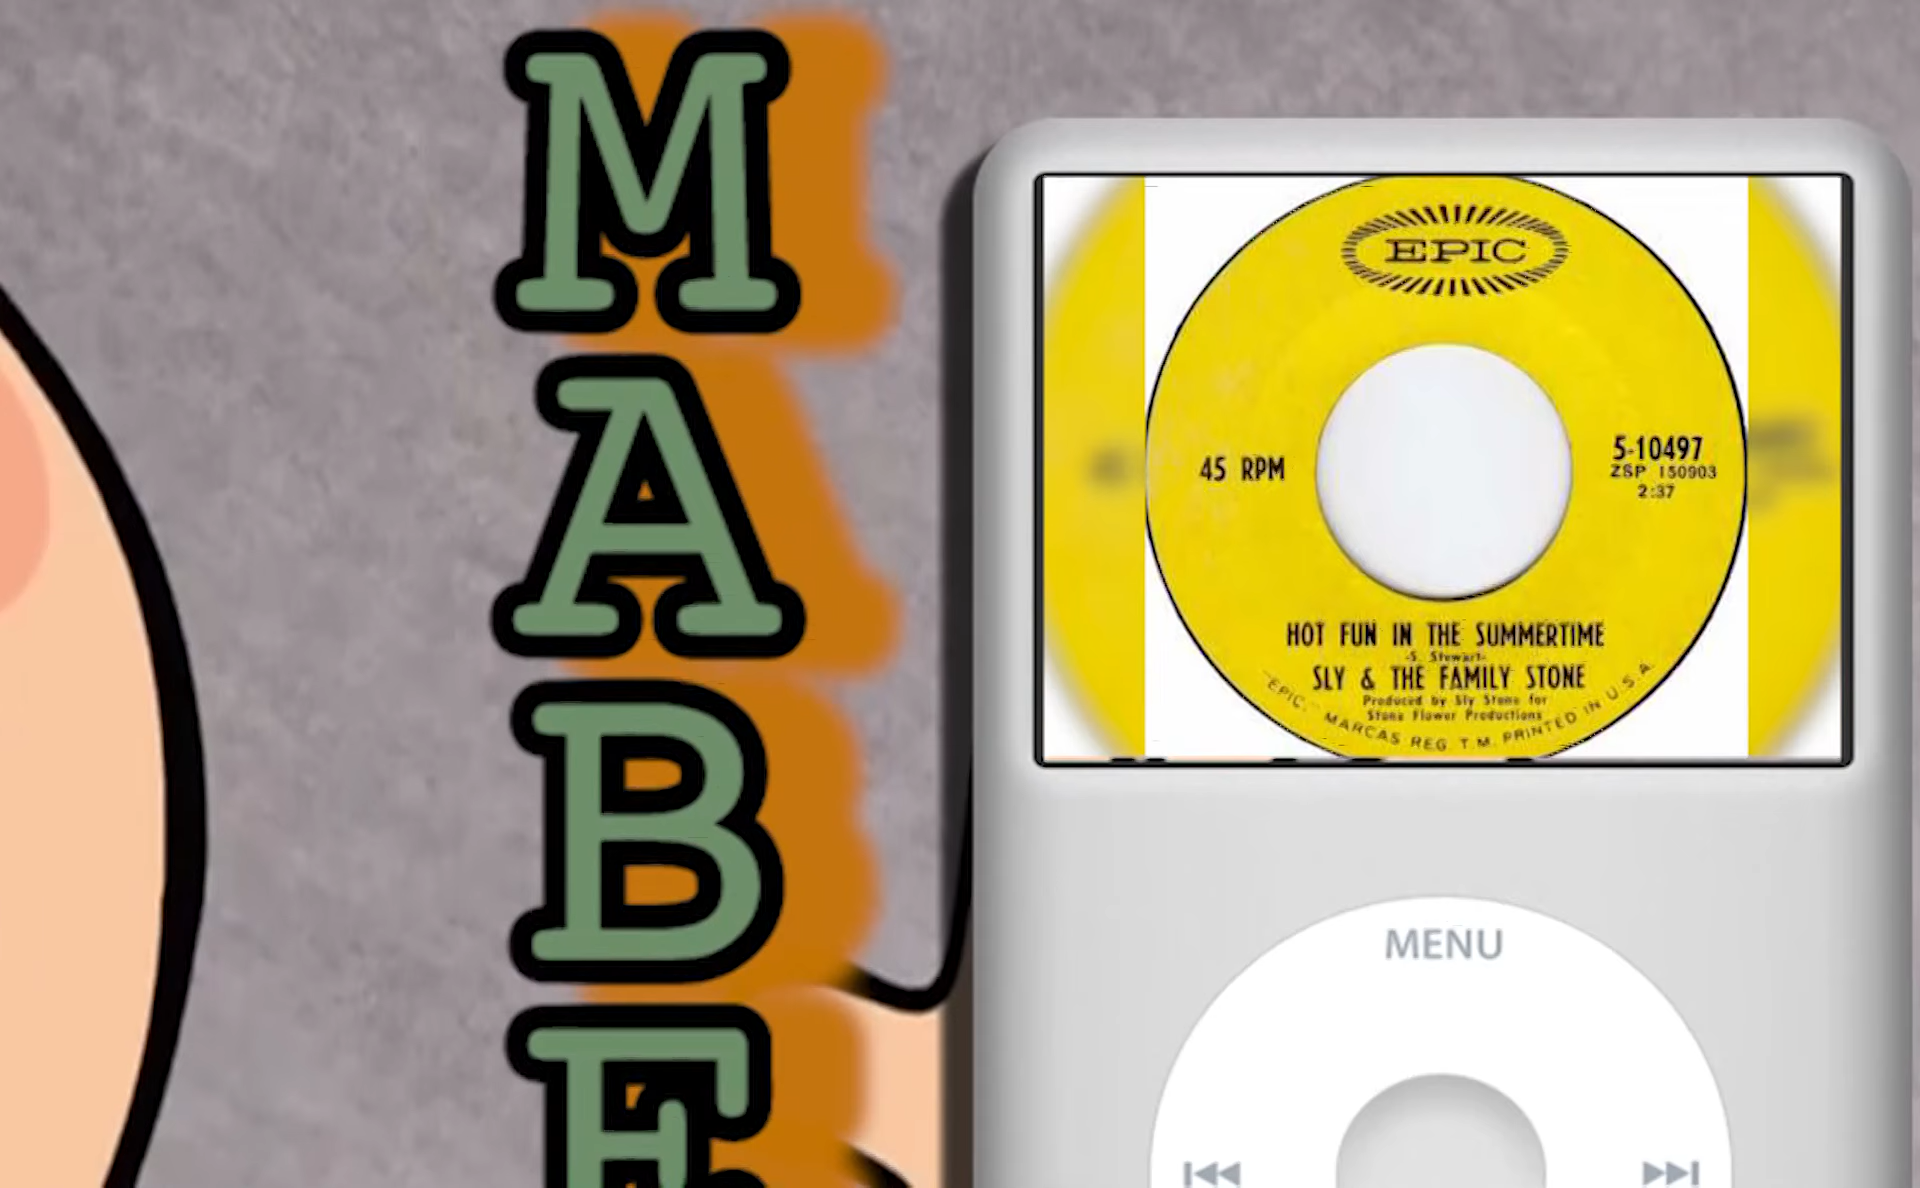 M
A
B
EPIC
45 RPM
5-10497
ZSP 150903
2:37
HOT FUN IN THE SUMMERTIME
-S. Stewart-
SLY & THE FAMILY STONE
Produced by Sly Stone for
Stone Flower Productions
"EPIC," MARCAS REG. T.M. PRINTED IN U.S.A.
MENU